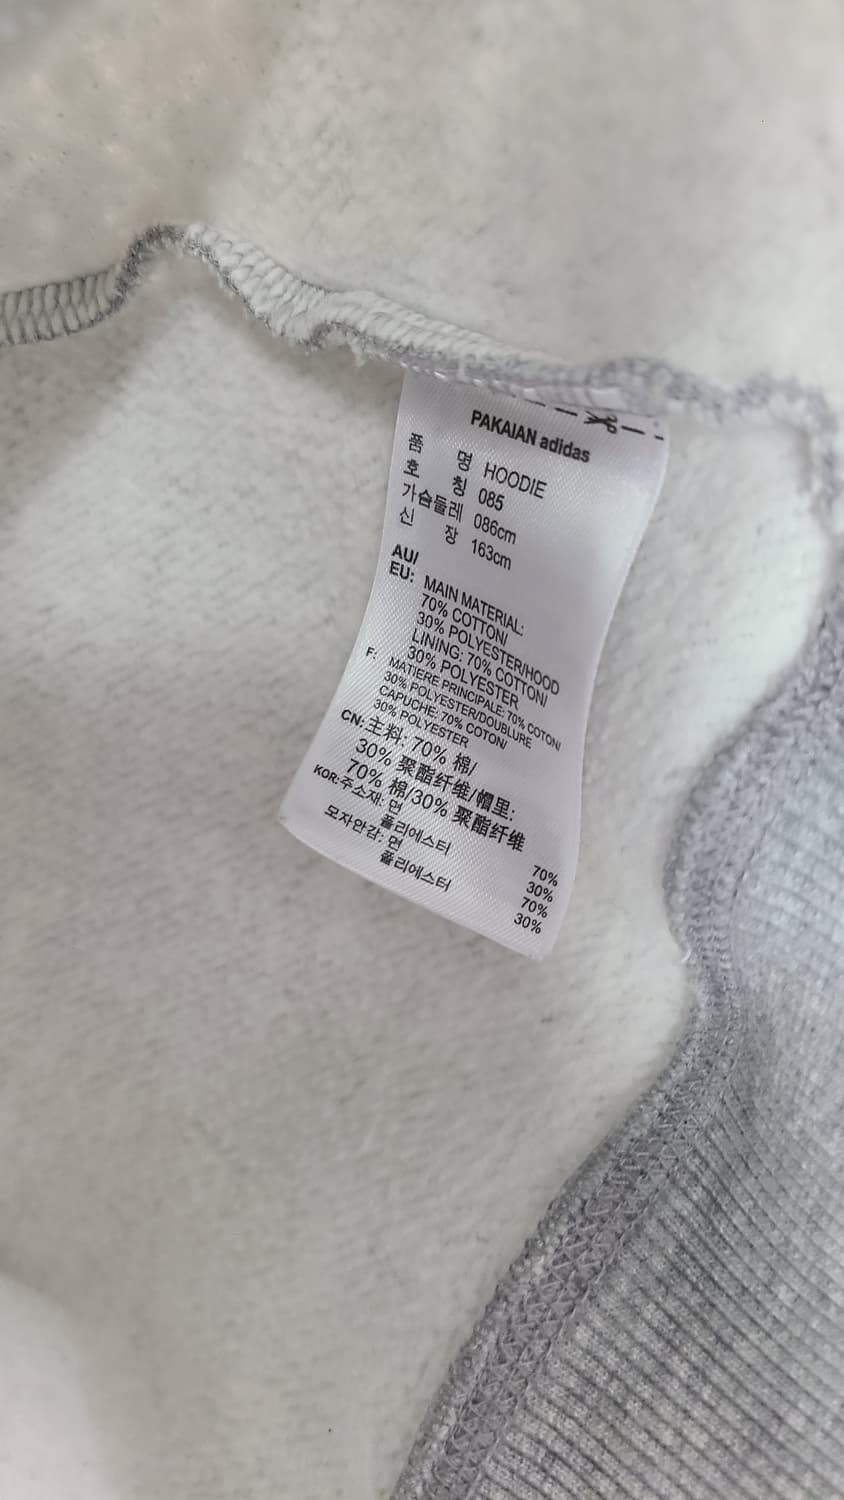 PAKAIAN adidas
품 명 HOODIE
호 칭 085
가슴둘레 086cm
신 장 163cm
AU/
EU: MAIN MATERIAL:
70% COTTON/
30% POLYESTER/HOOD
LINING: 70% COTTON/
30% POLYESTER
F: MATIERE PRINCIPALE: 70% COTON/
30% POLYESTER/DOUBLURE
CAPUCHE: 70% COTON/
30% POLYESTER
CN: 主料: 70% 棉/
30% 聚酯纤维/帽里:
70% 棉/30% 聚酯纤维
KOR: 주소재: 면 70%
폴리에스터 30%
모자안감: 면 70%
폴리에스터 30%